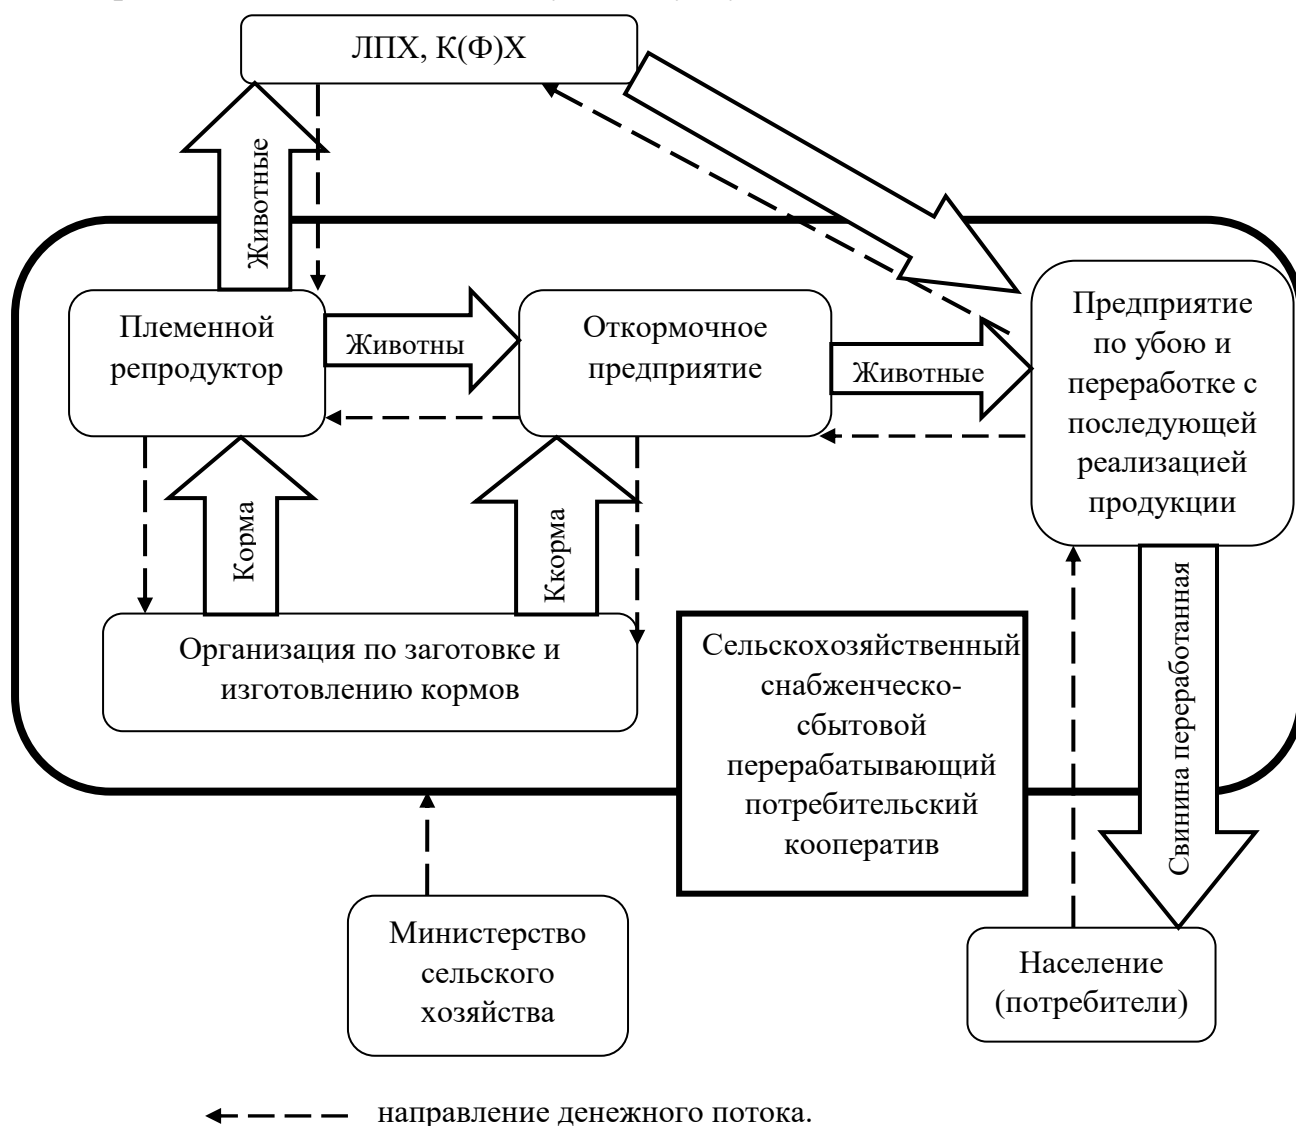 ЛПХ, К(Ф)Х
Животные
Племенной
репродуктор
Животны
Откормочное
предприятие
Животные
Предприятие
по убою и
переработке с
последующей
реализацией
продукции
Корма
Ккорма
Организация по заготовке и
изготовлению кормов
Сельскохозяйственный
снабженческо-
сбытовой
перерабатывающий
потребительский
кооператив
Свинина переработанная
Министерство
сельского
хозяйства
Население
(потребители)
направление денежного потока.